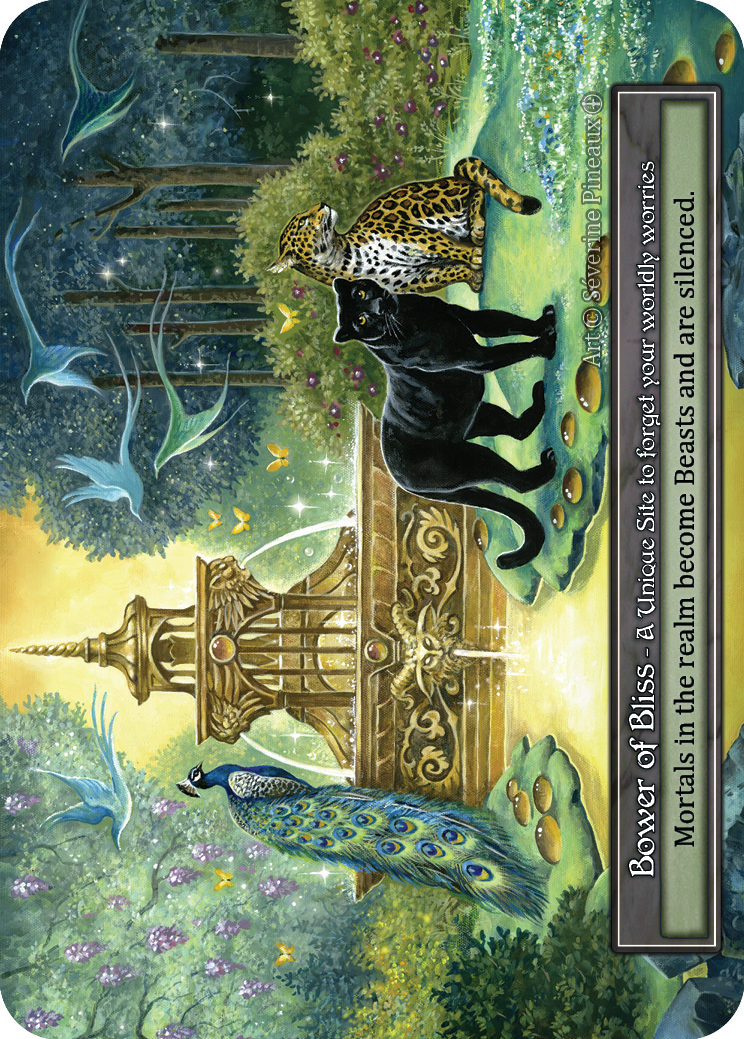 Art © Séverine Pineaux
Bower of Bliss - A Unique Site to forget your worldly worries
Mortals in the realm become Beasts and are silenced.